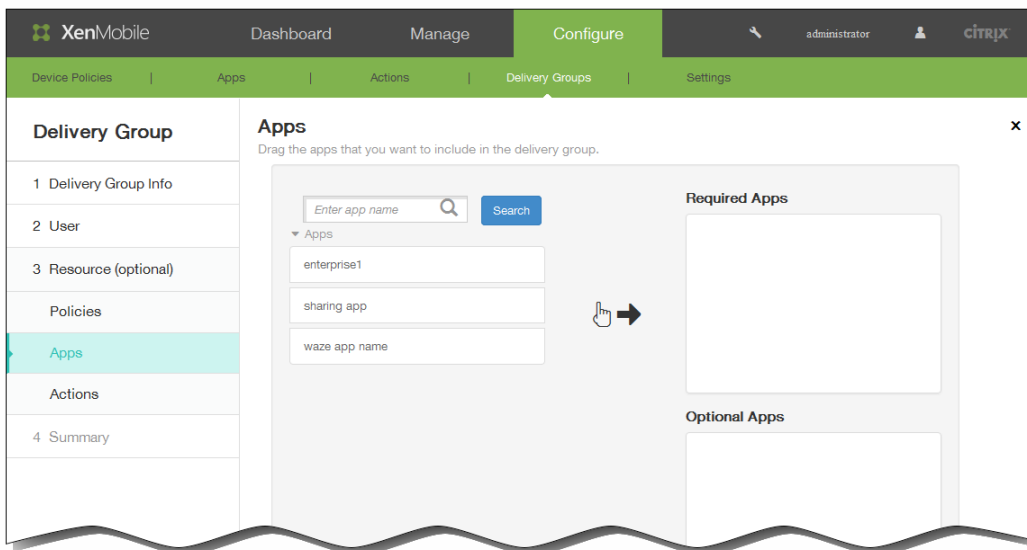 XenMobile Dashboard Manage Configure administrator CİTRIX
Device Policies | Apps | Actions | Delivery Groups | Settings
Delivery Group
1 Delivery Group Info
2 User
3 Resource (optional)
Policies
Apps
Actions
4 Summary
Apps
x
Drag the apps that you want to include in the delivery group.
Enter app name Search
Apps
enterprise1
sharing app
waze app name
Required Apps
Optional Apps